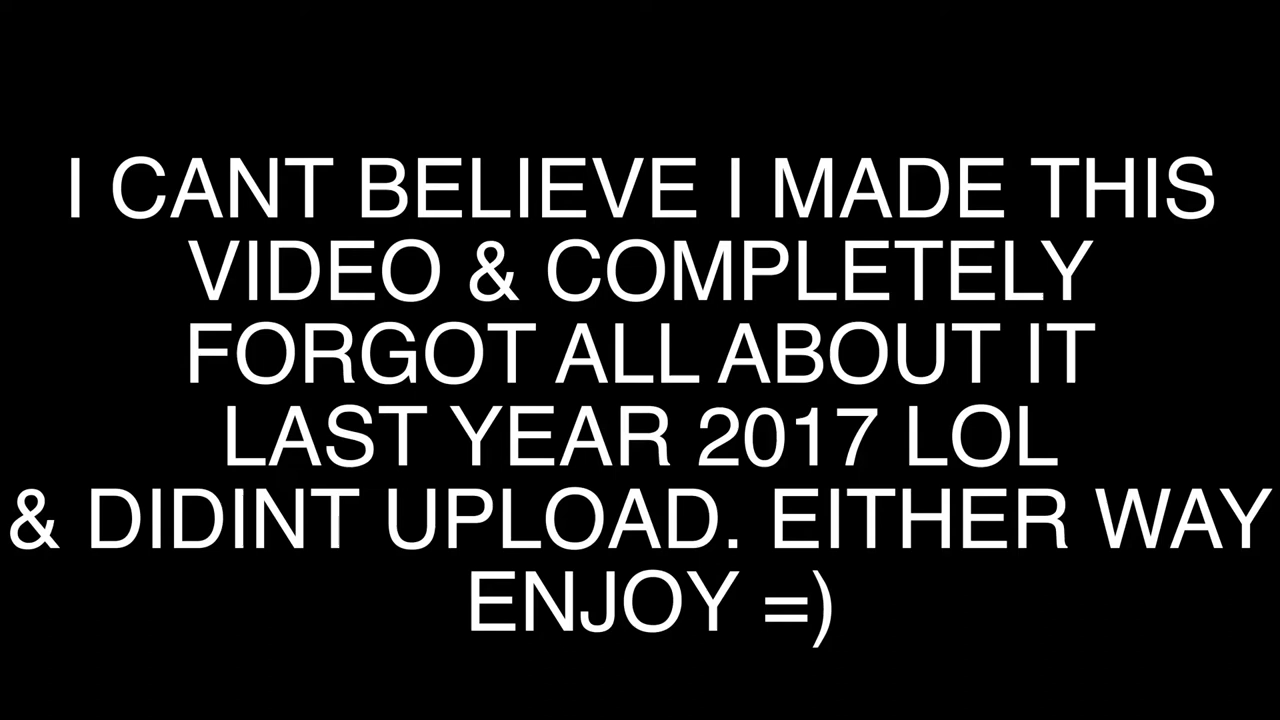 I CANT BELIEVE I MADE THIS
VIDEO & COMPLETELY
FORGOT ALL ABOUT IT
LAST YEAR 2017 LOL
& DIDINT UPLOAD. EITHER WAY
ENJOY =)